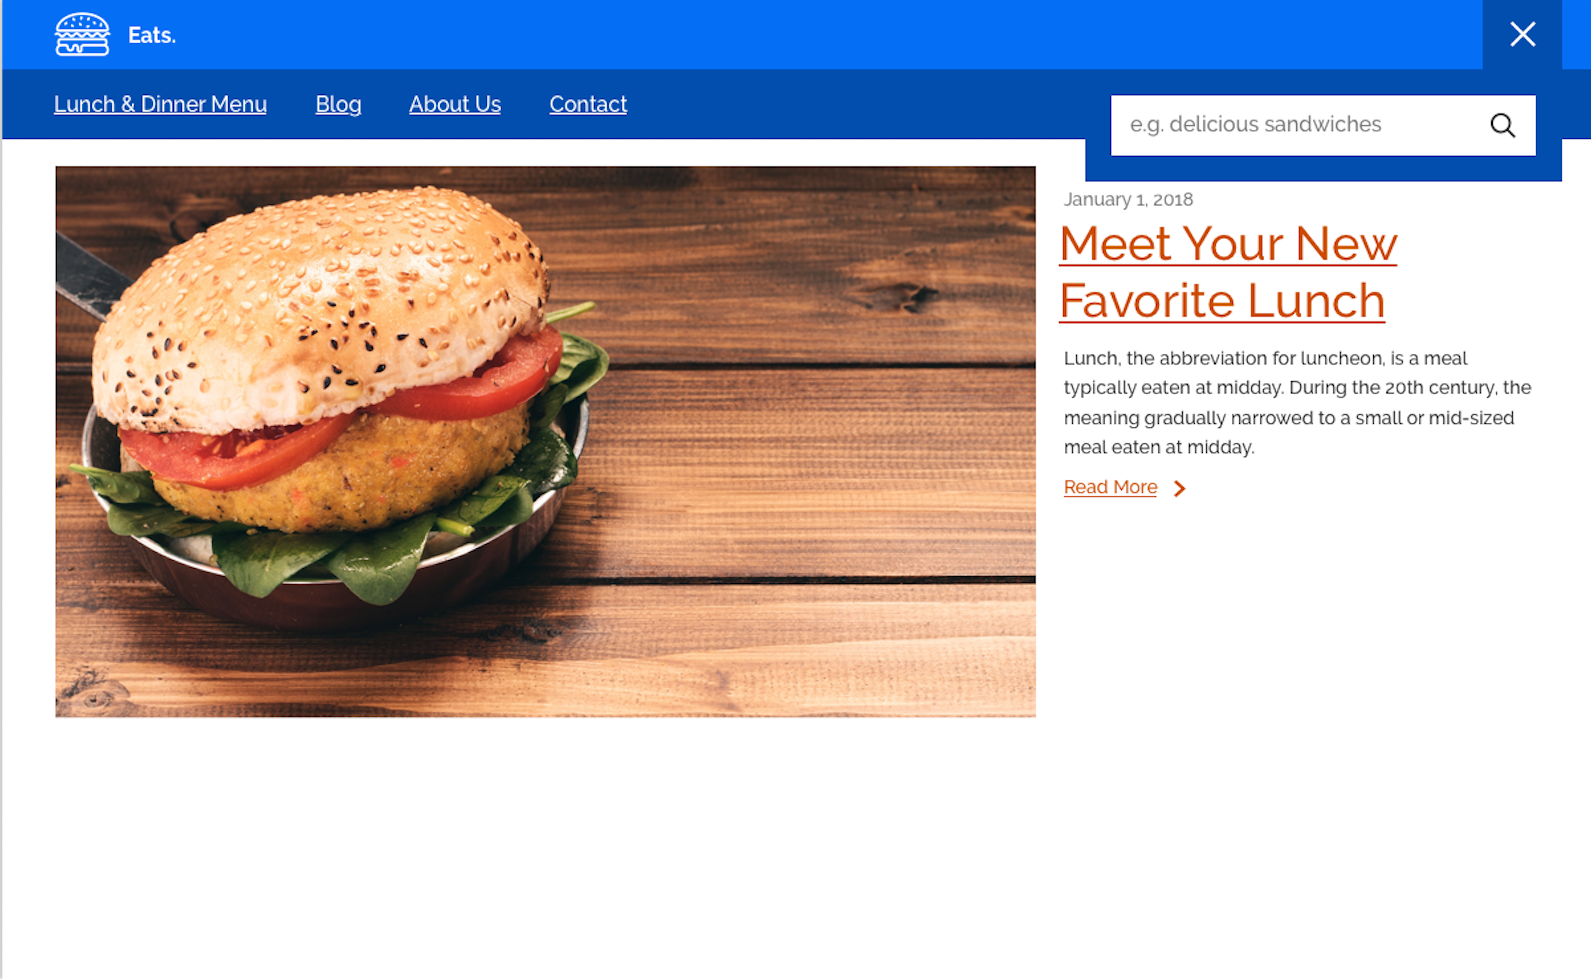 Eats.
Lunch & Dinner Menu Blog About Us Contact
e.g. delicious sandwiches
January 1, 2018
Meet Your New
Favorite Lunch
Lunch, the abbreviation for luncheon, is a meal
typically eaten at midday. During the 20th century, the
meaning gradually narrowed to a small or mid-sized
meal eaten at midday.
Read More